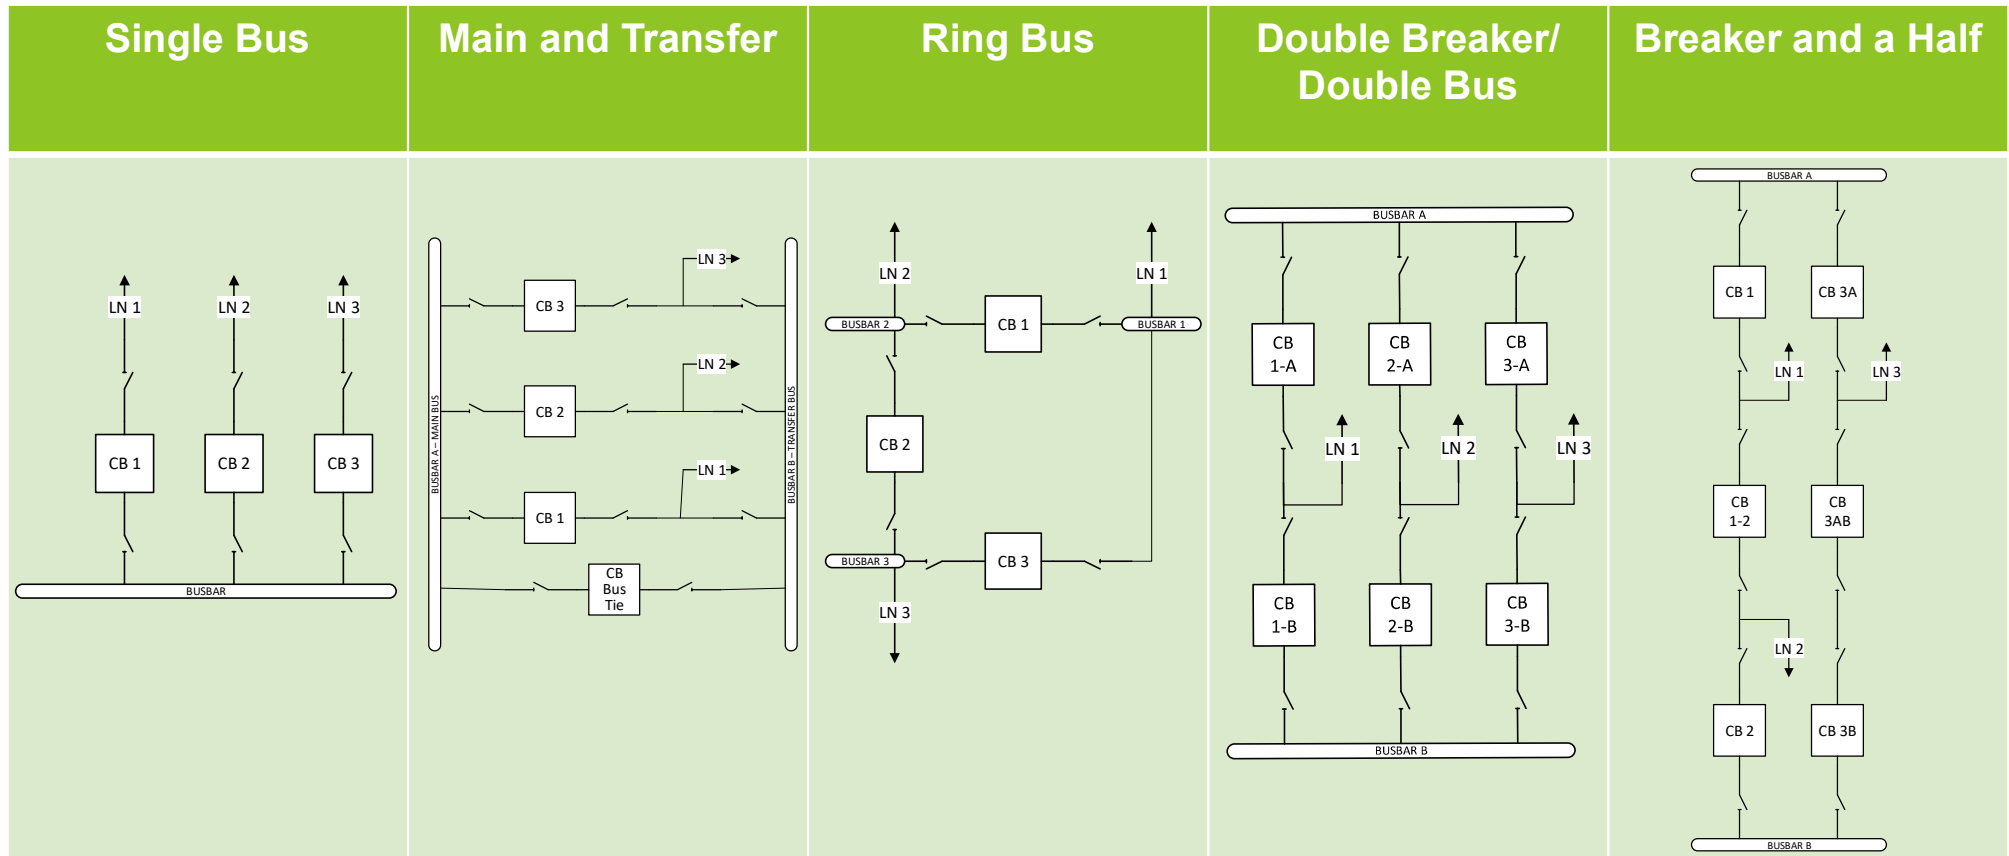 Single Bus
Main and Transfer
Ring Bus
Double Breaker/
Double Bus
Breaker and a Half
LN 1
LN 2
LN 3
CB 1
CB 2
CB 3
BUSBAR
BUSBAR A – MAIN BUS
LN 3
CB 3
LN 2
CB 2
LN 1
CB 1
CB
Bus
Tie
BUSBAR B – TRANSFER BUS
LN 2
LN 1
BUSBAR 2
CB 1
BUSBAR 1
CB 2
BUSBAR 3
CB 3
LN 3
BUSBAR A
CB
1-A
CB
2-A
CB
3-A
LN 1
LN 2
LN 3
CB
1-B
CB
2-B
CB
3-B
BUSBAR B
BUSBAR A
CB 1
CB 3A
LN 1
LN 3
CB
1-2
CB
3AB
LN 2
CB 2
CB 3B
BUSBAR B